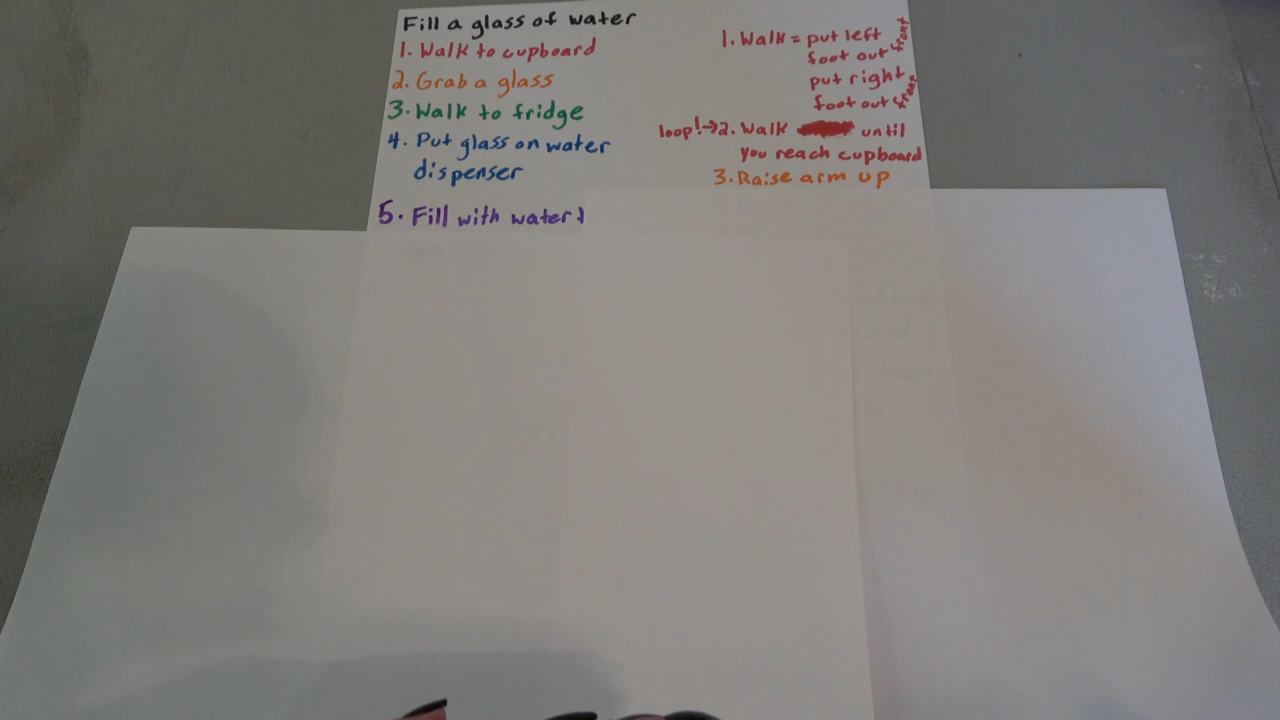 Fill a glass of water
1. Walk to cupboard
2. Grab a glass
3. Walk to fridge
4. Put glass on water
dispenser
5. Fill with water
1. Walk = put left
foot out front
put right
foot out front
loop!→2. Walk until
you reach cupboard
3. Raise arm up